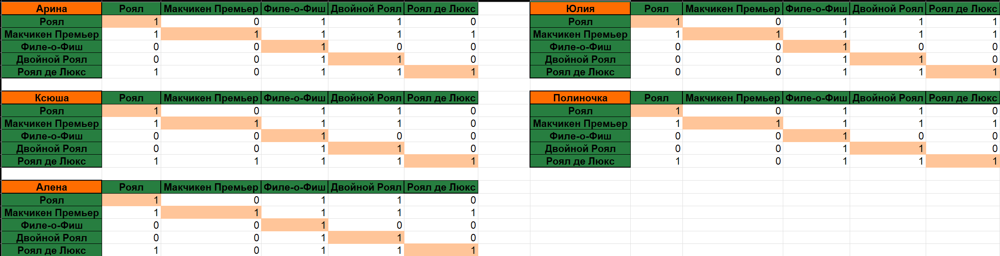 Арина Роял Макчикен Премьер Филе-о-Фиш Двойной Роял Роял де Люкс
Роял 1 0 1 1 0
Макчикен Премьер 1 1 1 1 1
Филе-о-Фиш 0 0 1 0 0
Двойной Роял 0 0 1 1 0
Роял де Люкс 1 0 1 1 1
Юлия Роял Макчикен Премьер Филе-о-Фиш Двойной Роял Роял де Люкс
Роял 1 0 1 1 1
Макчикен Премьер 1 1 1 1 1
Филе-о-Фиш 0 0 1 0 0
Двойной Роял 0 0 1 1 0
Роял де Люкс 0 0 1 1 1
Ксюша Роял Макчикен Премьер Филе-о-Фиш Двойной Роял Роял де Люкс
Роял 1 0 1 1 0
Макчикен Премьер 1 1 1 1 0
Филе-о-Фиш 0 0 1 0 0
Двойной Роял 0 0 1 1 0
Роял де Люкс 1 1 1 1 1
Полиночка Роял Макчикен Премьер Филе-о-Фиш Двойной Роял Роял де Люкс
Роял 1 0 1 1 0
Макчикен Премьер 1 1 1 1 1
Филе-о-Фиш 0 0 1 0 0
Двойной Роял 0 0 1 1 0
Роял де Люкс 1 0 1 1 1
Алена Роял Макчикен Премьер Филе-о-Фиш Двойной Роял Роял де Люкс
Роял 1 0 1 1 0
Макчикен Премьер 1 1 1 1 1
Филе-о-Фиш 0 0 1 0 0
Двойной Роял 0 0 1 1 0
Роял де Люкс 1 0 1 1 1